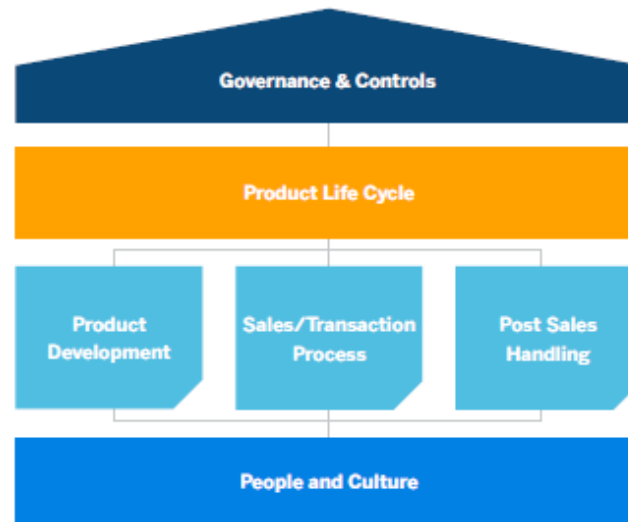 Governance & Controls
Product Life Cycle
Product
Development
Sales/Transaction
Process
Post Sales
Handling
People and Culture